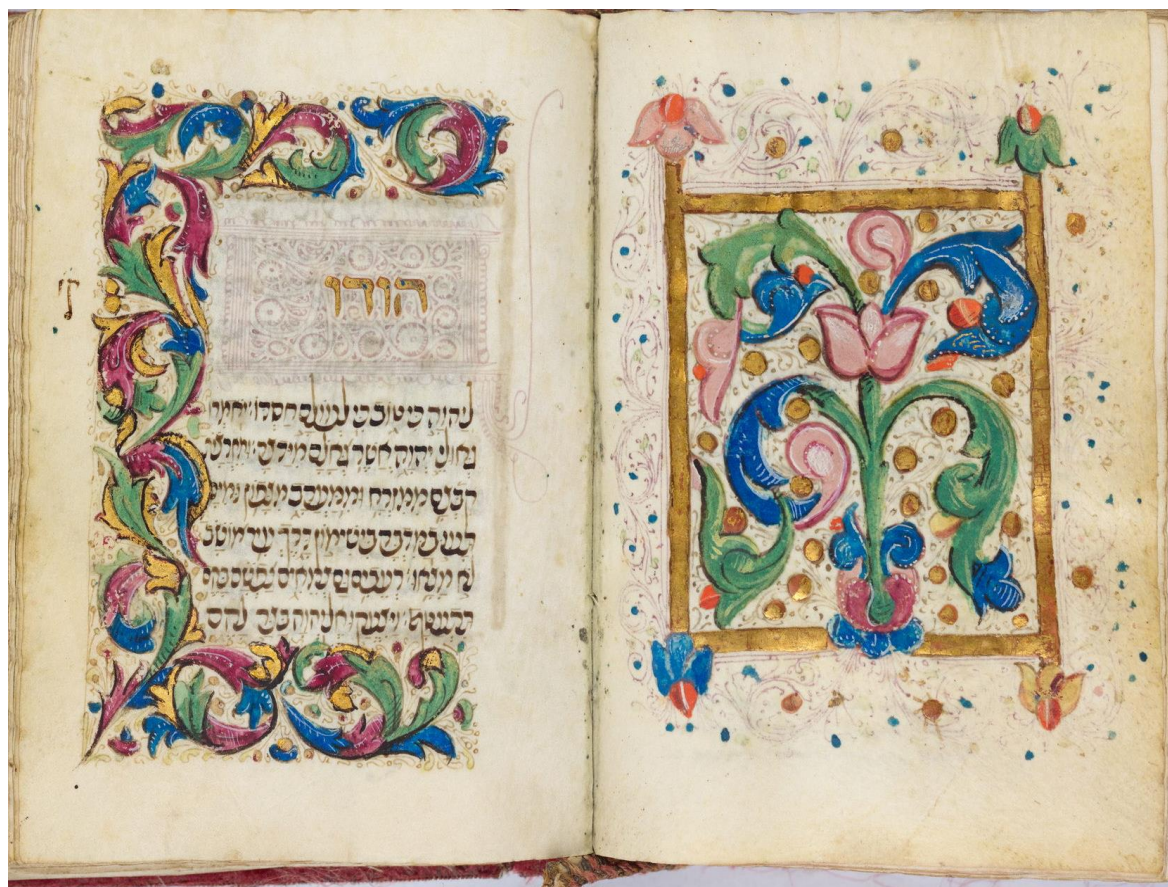 הודו
ליהוה כי טוב כי לעולם חסדו יאמרו
גאולי יהוה אשר גאלם מיד צר
קבצם ממזרח וממערב מצפון ומים
תעו במדבר בישימון דרך עיר מושב
לא מצאו רעבים גם צמאים נפשם בהם
תתעטף ויצעקו אל יהוה בצר להם